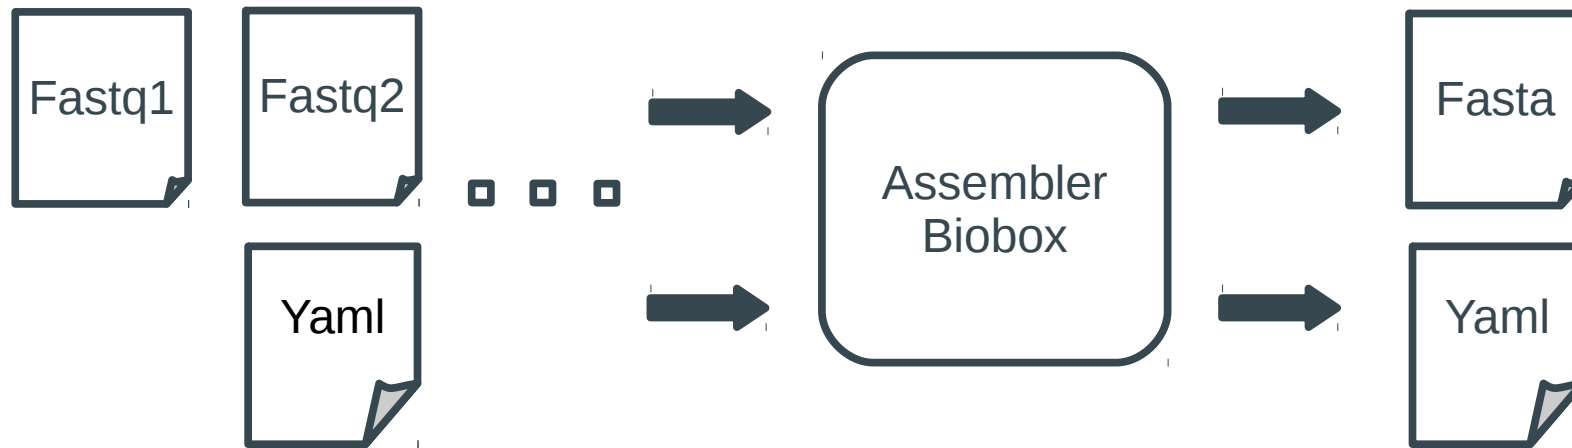 Fastq1
Fastq2
Yaml
Assembler
Biobox
Fasta
Yaml